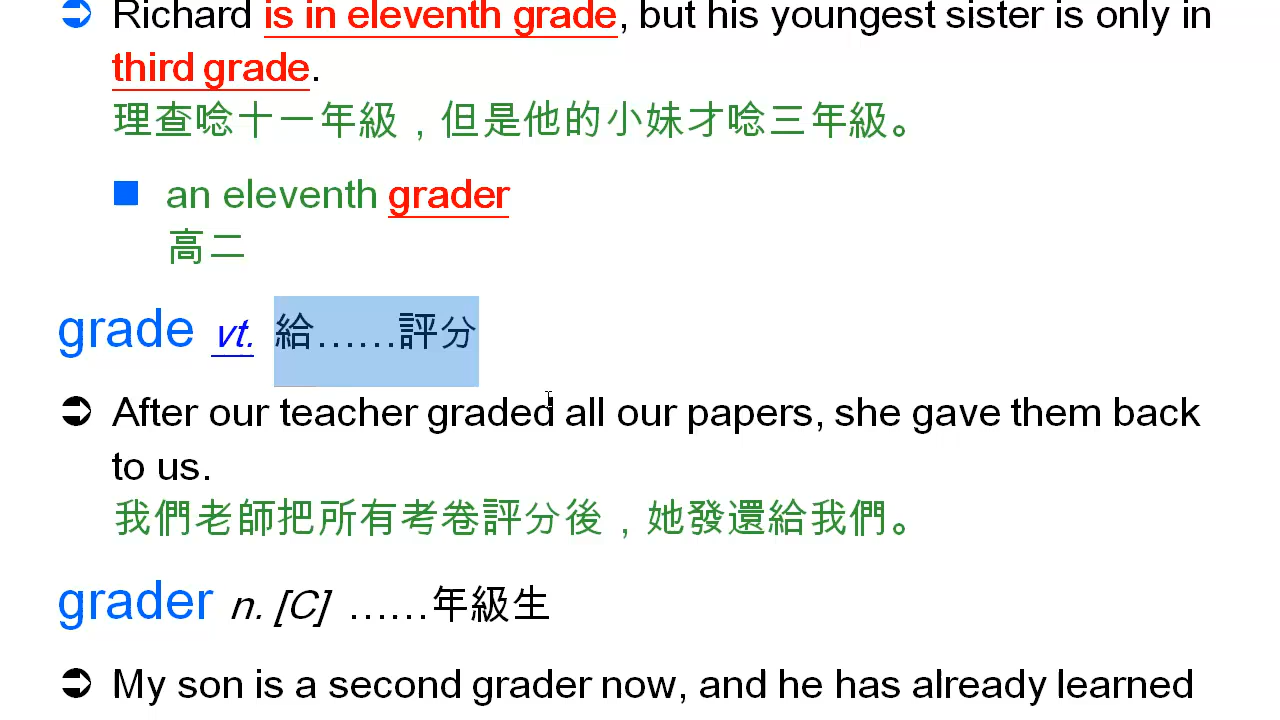 Richard is in eleventh grade, but his youngest sister is only in
third grade.
理查唸十一年級，但是他的小妹才唸三年級。
an eleventh grader
高二
grade vt. 給……評分
After our teacher graded all our papers, she gave them back
to us.
我們老師把所有考卷評分後，她發還給我們。
grader n. [C] ……年級生
My son is a second grader now, and he has already learned